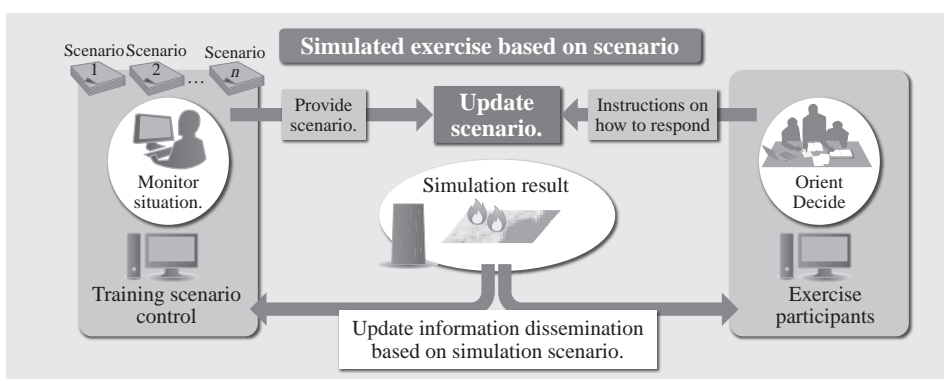 Simulated exercise based on scenario
Scenario Scenario Scenario
1 2 … n
Provide
scenario.
Update
scenario.
Instructions on
how to respond
Monitor
situation.
Simulation result
Orient
Decide
Training scenario
control
Exercise
participants
Update information dissemination
based on simulation scenario.